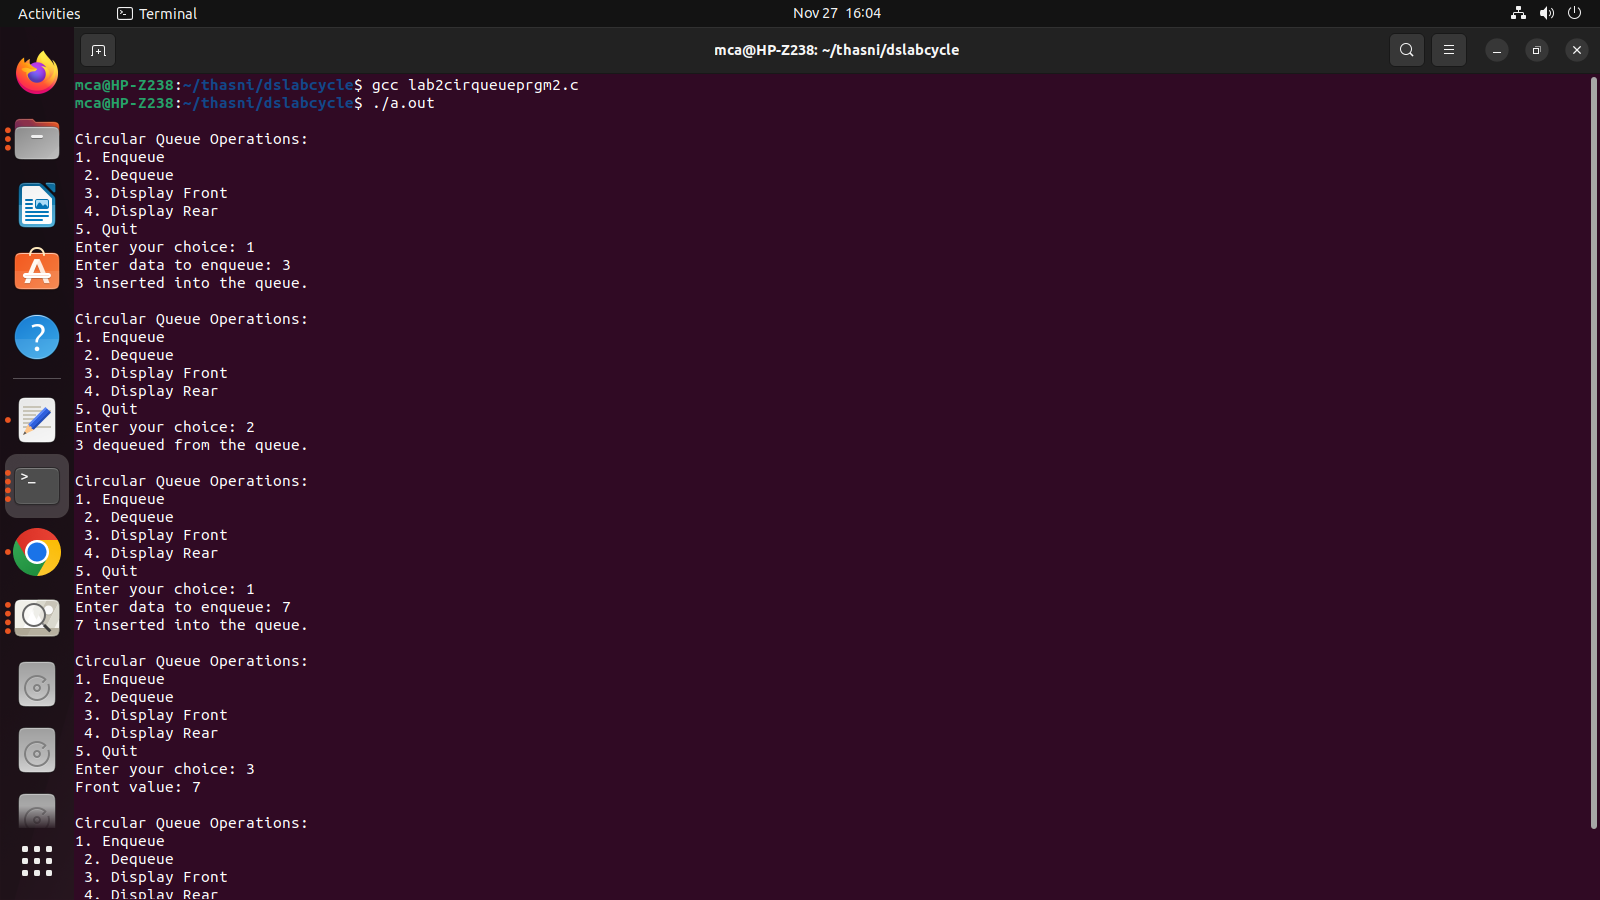 Activities
Terminal
Nov 27 16:04
mca@HP-Z238: ~/thasni/dslabcycle
mca@HP-Z238:~/thasni/dslabcycle$ gcc lab2cirqueueprgm2.c
mca@HP-Z238:~/thasni/dslabcycle$ ./a.out

Circular Queue Operations:
1. Enqueue
 2. Dequeue
 3. Display Front
 4. Display Rear
5. Quit
Enter your choice: 1
Enter data to enqueue: 3
3 inserted into the queue.

Circular Queue Operations:
1. Enqueue
 2. Dequeue
 3. Display Front
 4. Display Rear
5. Quit
Enter your choice: 2
3 dequeued from the queue.

Circular Queue Operations:
1. Enqueue
 2. Dequeue
 3. Display Front
 4. Display Rear
5. Quit
Enter your choice: 1
Enter data to enqueue: 7
7 inserted into the queue.

Circular Queue Operations:
1. Enqueue
 2. Dequeue
 3. Display Front
 4. Display Rear
5. Quit
Enter your choice: 3
Front value: 7

Circular Queue Operations:
1. Enqueue
 2. Dequeue
 3. Display Front
 4. Display Rear